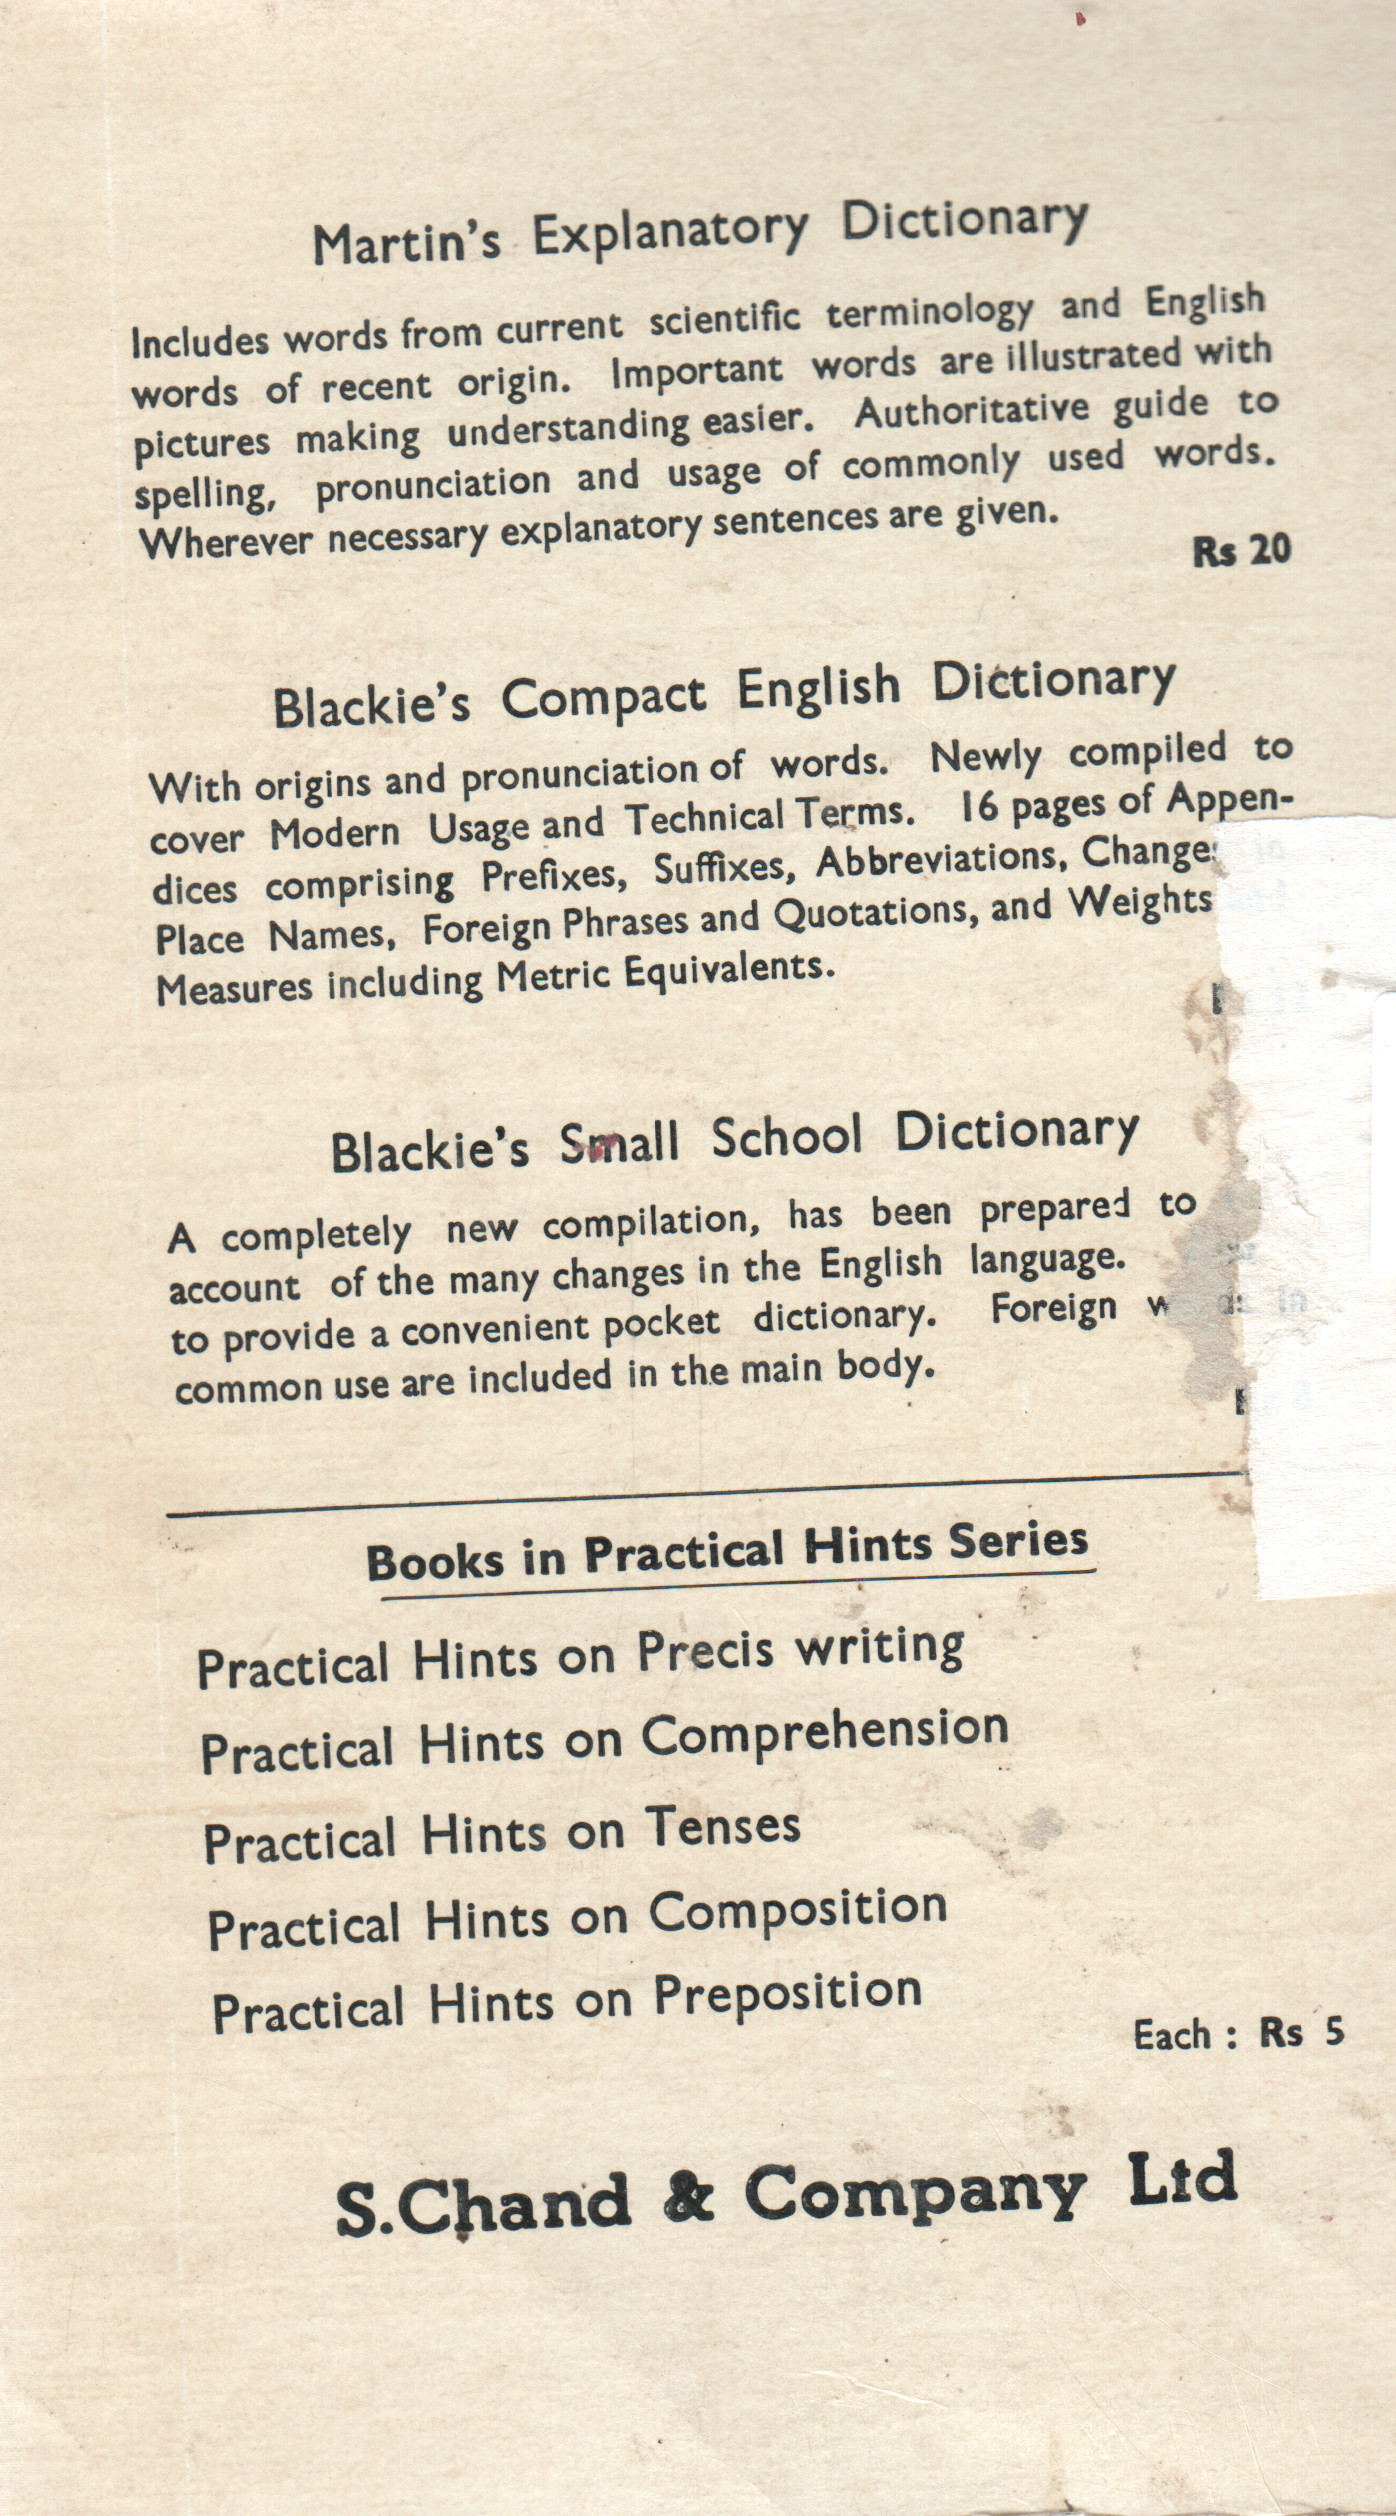 Martin's Explanatory Dictionary
Includes words from current scientific terminology and English
words of recent origin. Important words are illustrated with
pictures making understanding easier. Authoritative guide to
spelling, pronunciation and usage of commonly used words.
Wherever necessary explanatory sentences are given.
Rs 20
Blackie's Compact English Dictionary
With origins and pronunciation of words. Newly compiled to
cover Modern Usage and Technical Terms. 16 pages of Appen-
dices comprising Prefixes, Suffixes, Abbreviations, Changes
Place Names, Foreign Phrases and Quotations, and Weights
Measures including Metric Equivalents.
Blackie's Small School Dictionary
A completely new compilation, has been prepared to
account of the many changes in the English language.
to provide a convenient pocket dictionary. Foreign
common use are included in the main body.
Books in Practical Hints Series
Practical Hints on Precis writing
Practical Hints on Comprehension
Practical Hints on Tenses
Practical Hints on Composition
Practical Hints on Preposition
Each : Rs 5
S.Chand & Company Ltd